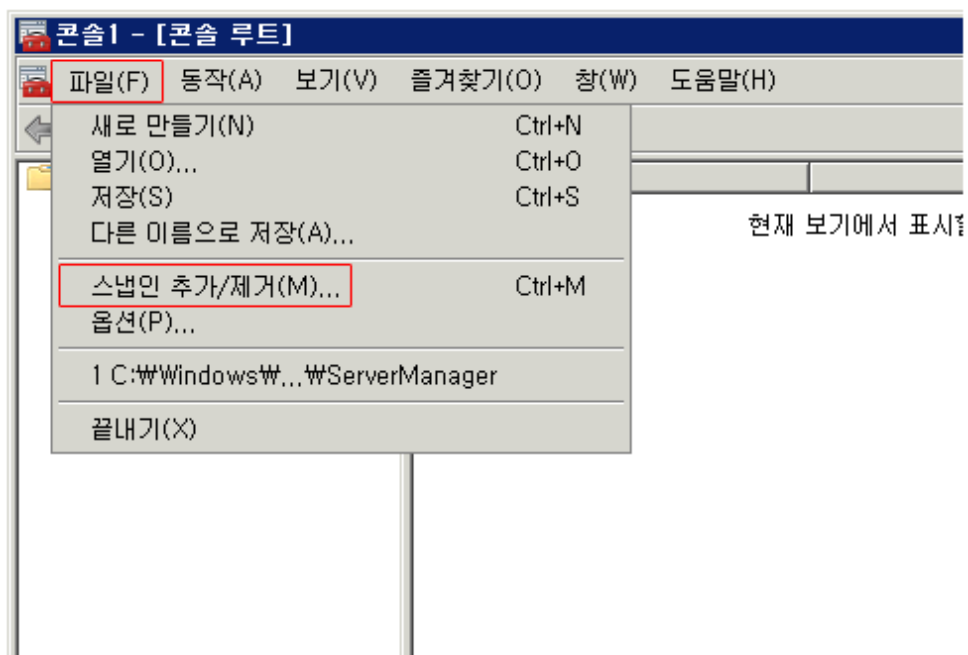 콘솔1 - [콘솔 루트]
파일(F) 동작(A) 보기(V) 즐겨찾기(O) 창(W) 도움말(H)
새로 만들기(N) Ctrl+N
열기(O)... Ctrl+O
저장(S) Ctrl+S
다른 이름으로 저장(A)...
현재 보기에서
스냅인 추가/제거(M)... Ctrl+M
옵션(P)...
1 C:₩Windows₩...₩ServerManager
끝내기(X)